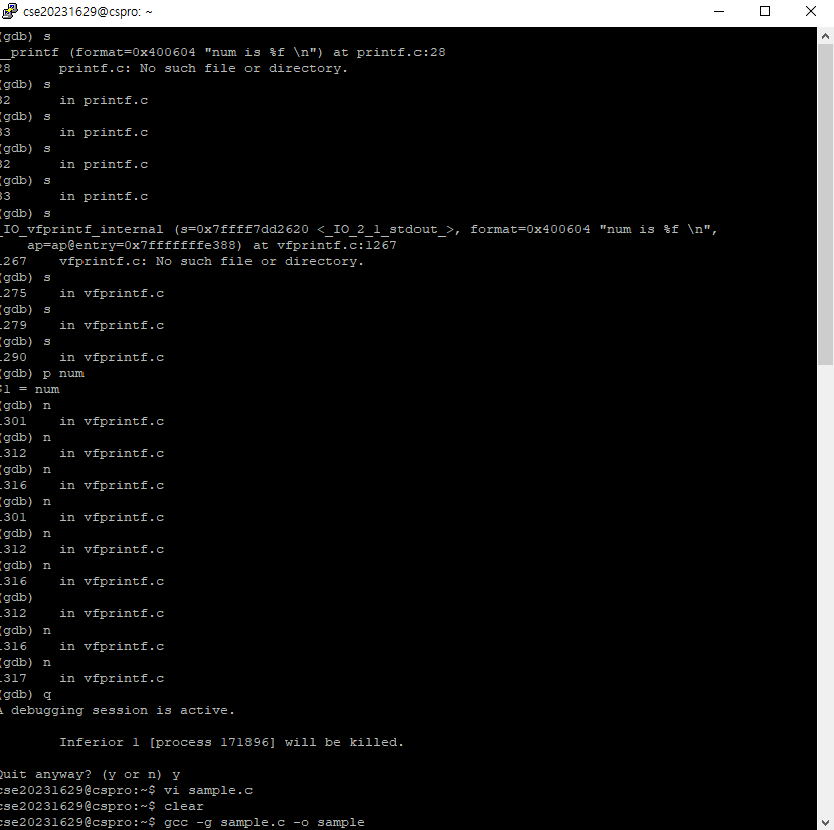 cse20231629@cspro: ~
(gdb) s
__printf (format=0x400604 "num is %f \n") at printf.c:28
28      printf.c: No such file or directory.
(gdb) s
32      in printf.c
(gdb) s
33      in printf.c
(gdb) s
32      in printf.c
(gdb) s
33      in printf.c
(gdb) s
_IO_vfprintf_internal (s=0x7ffff7dd2620 <_IO_2_1_stdout_>, format=0x400604 "num is %f \n",
    ap=ap@entry=0x7fffffffe388) at vfprintf.c:1267
1267    vfprintf.c: No such file or directory.
(gdb) s
1275    in vfprintf.c
(gdb) s
1279    in vfprintf.c
(gdb) s
1290    in vfprintf.c
(gdb) p num
$1 = num
(gdb) n
1301    in vfprintf.c
(gdb) n
1312    in vfprintf.c
(gdb) n
1316    in vfprintf.c
(gdb) n
1301    in vfprintf.c
(gdb) n
1312    in vfprintf.c
(gdb) n
1316    in vfprintf.c
(gdb)
1312    in vfprintf.c
(gdb) n
1316    in vfprintf.c
(gdb) n
1317    in vfprintf.c
(gdb) q
A debugging session is active.
        Inferior 1 [process 171896] will be killed.
Quit anyway? (y or n) y
cse20231629@cspro:~$ vi sample.c
cse20231629@cspro:~$ clear
cse20231629@cspro:~$ gcc -g sample.c -o sample